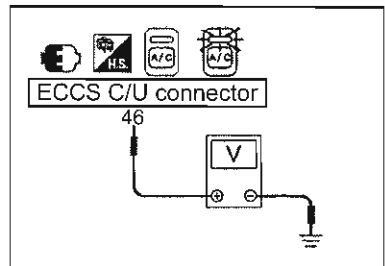 H.S.
A/C
A/C
ECCS C/U connector
46
V
⊕ ⊖